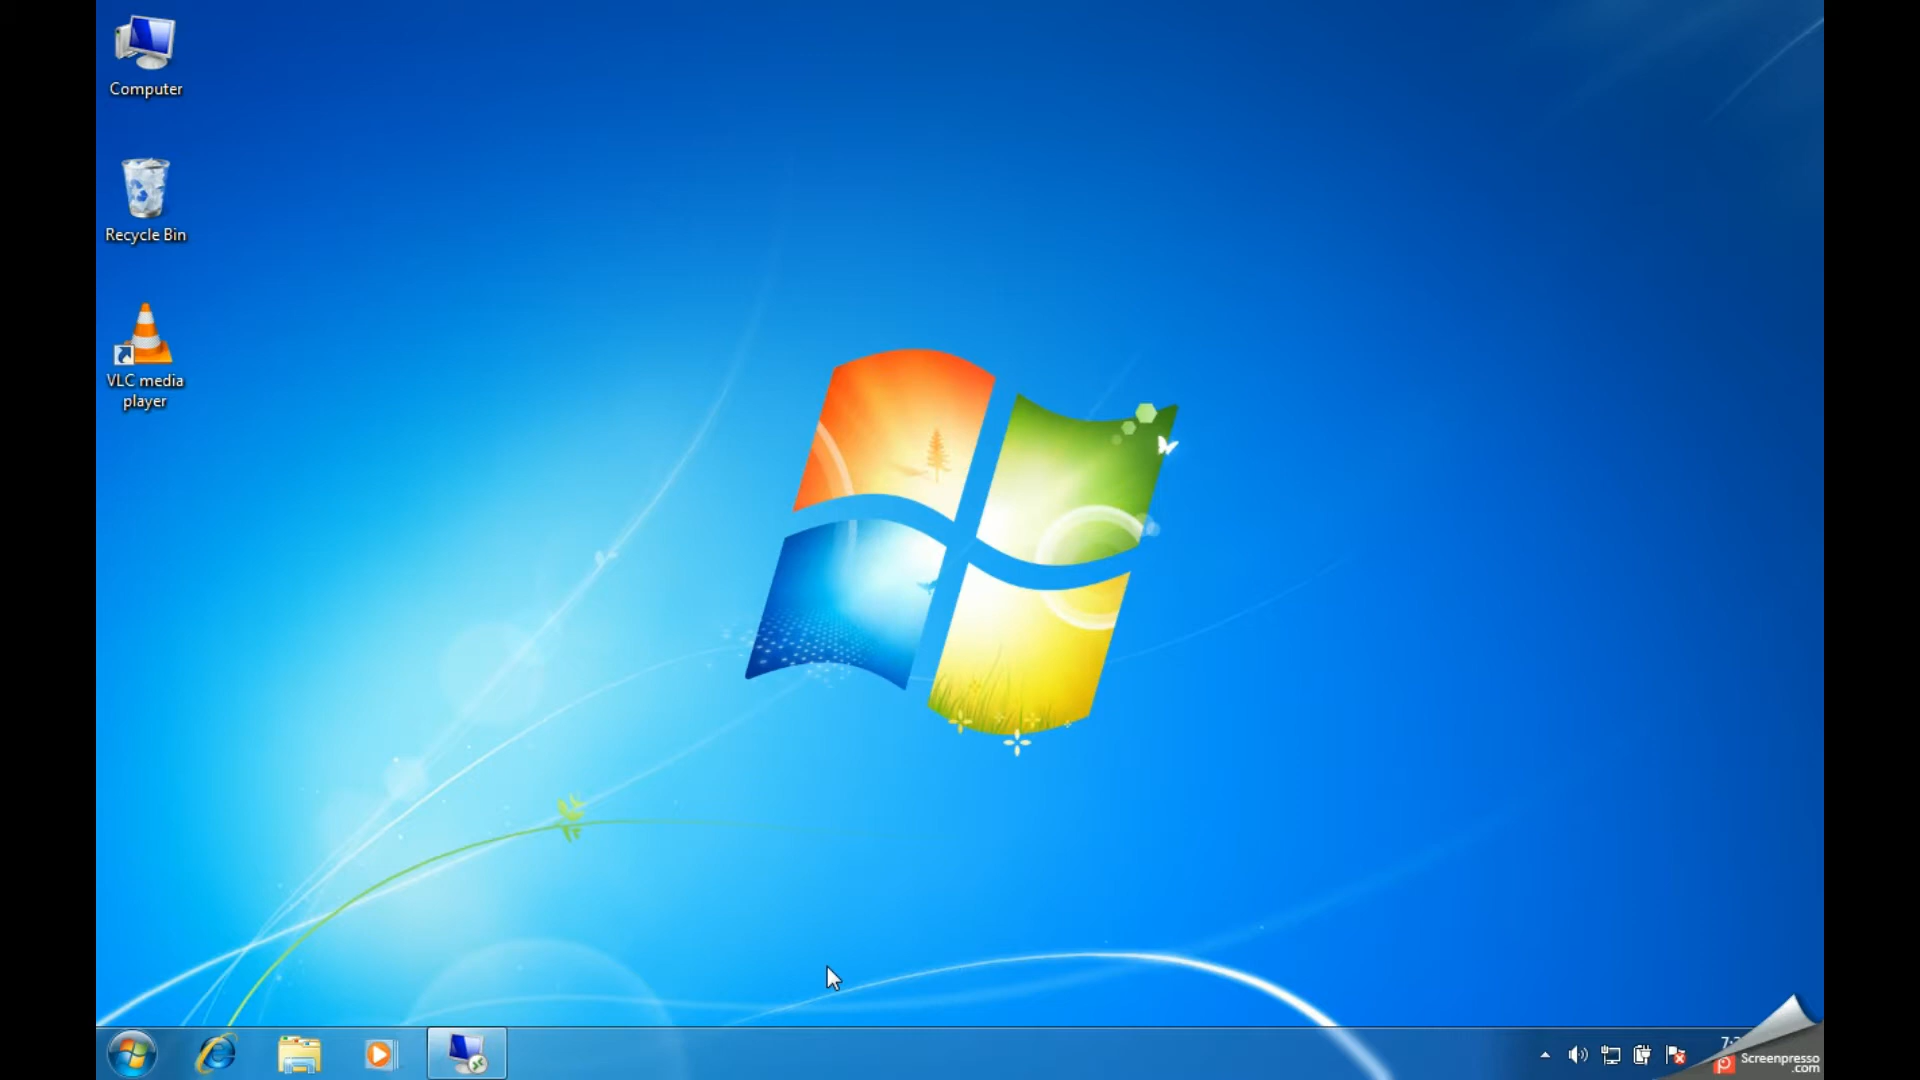 Computer
Recycle Bin
VLC media
player
Screenpresso
.com